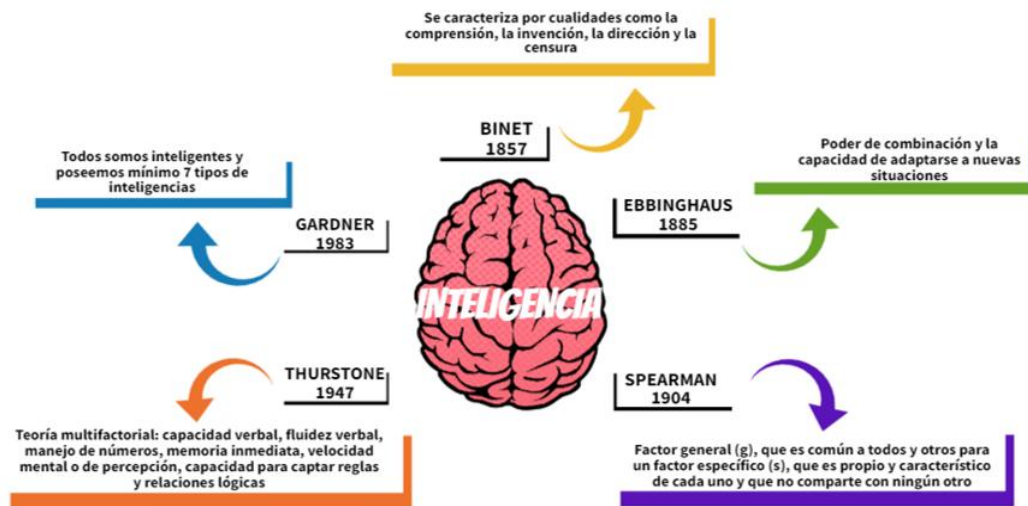 Se caracteriza por cualidades como la
comprensión, la invención, la dirección y la
censura
BINET
1857
Todos somos inteligentes y
poseemos mínimo 7 tipos de
inteligencias
GARDNER
1983
Poder de combinación y la
capacidad de adaptarse a nuevas
situaciones
EBBINGHAUS
1885
INTELIGENCIA
THURSTONE
1947
Teoría multifactorial: capacidad verbal, fluidez verbal,
manejo de números, memoria inmediata, velocidad
mental o de percepción, capacidad para captar reglas
y relaciones lógicas
SPEARMAN
1904
Factor general (g), que es común a todos y otros para
un factor específico (s), que es propio y característico
de cada uno y que no comparte con ningún otro